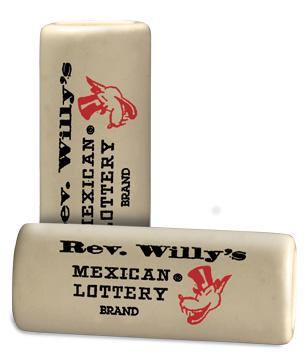 Rev. Willy's
MEXICAN®
LOTTERY
BRAND
Rev. Willy's
MEXICAN®
LOTTERY
BRAND